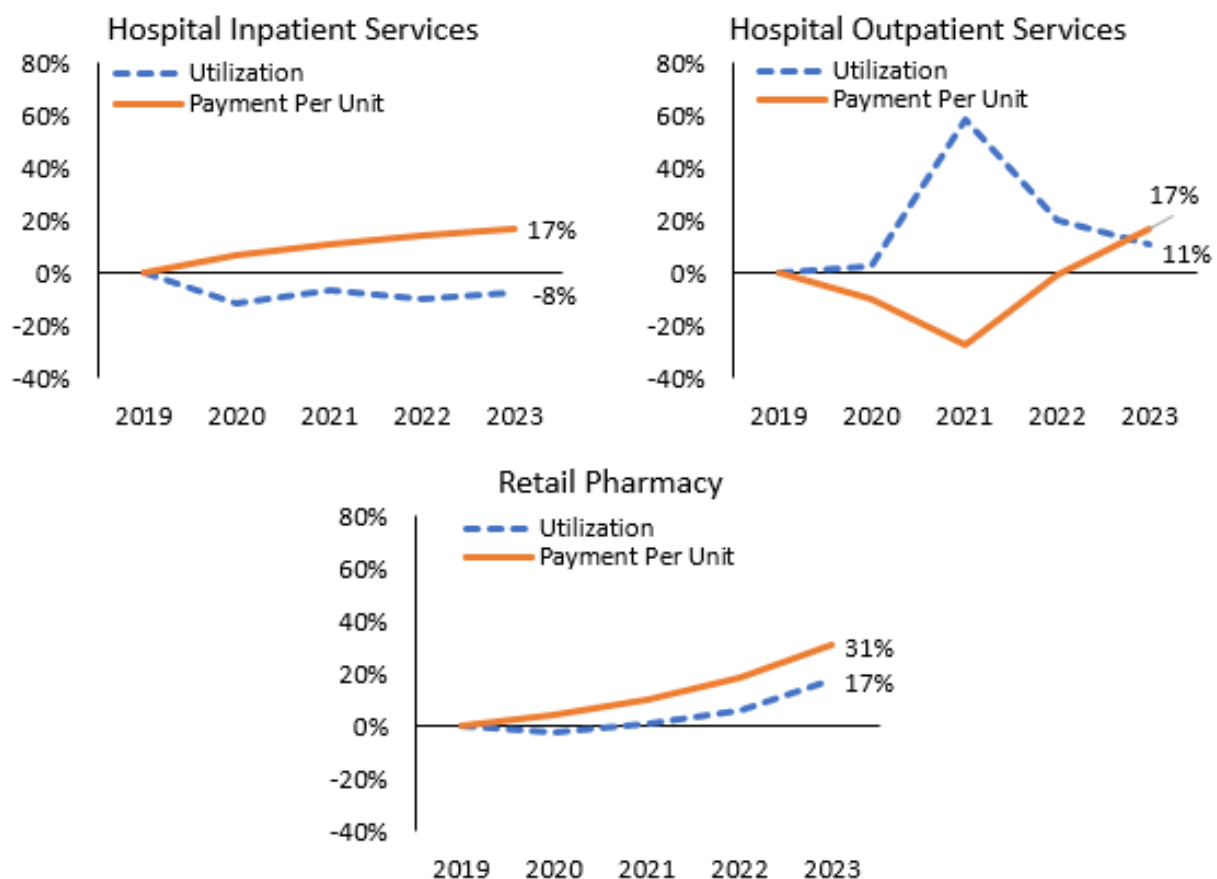 Hospital Inpatient Services
80%
60%
40%
20%
0%
-20%
-40%
Utilization
Payment Per Unit
17%
-8%
2019 2020 2021 2022 2023
Hospital Outpatient Services
80%
60%
40%
20%
0%
-20%
-40%
Utilization
Payment Per Unit
17%
11%
2019 2020 2021 2022 2023
Retail Pharmacy
80%
60%
40%
20%
0%
-20%
-40%
Utilization
Payment Per Unit
31%
17%
2019 2020 2021 2022 2023